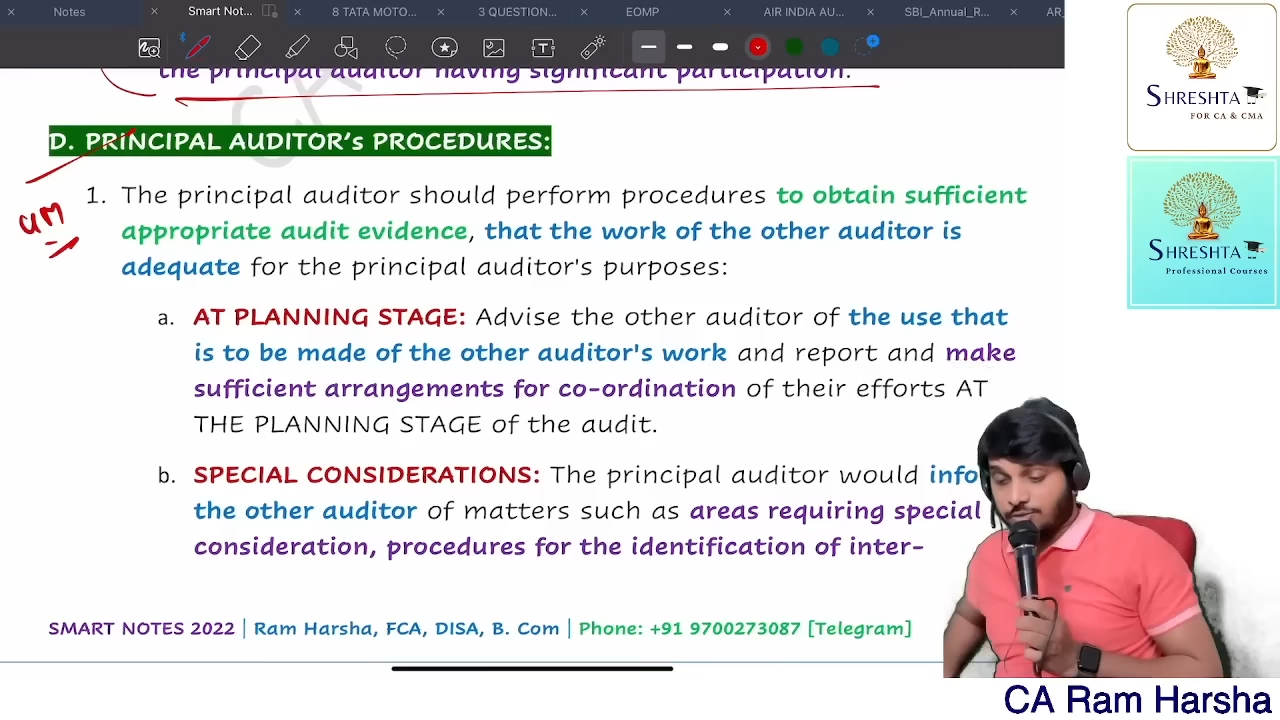 Notes
Smart Not...
8 TATA MOTO...
3 QUESTION...
EOMP
AIR INDIA AU...
SBI_Annual_R...
AR_
the principal auditor having significant participation.
CA
D. PRINCIPAL AUDITOR's PROCEDURES:
am
1. The principal auditor should perform procedures to obtain sufficient
appropriate audit evidence, that the work of the other auditor is
adequate for the principal auditor's purposes:
a. AT PLANNING STAGE: Advise the other auditor of the use that
is to be made of the other auditor's work and report and make
sufficient arrangements for co-ordination of their efforts AT
THE PLANNING STAGE of the audit.
b. SPECIAL CONSIDERATIONS: The principal auditor would info
the other auditor of matters such as areas requiring special
consideration, procedures for the identification of inter-
SMART NOTES 2022 | Ram Harsha, FCA, DISA, B. Com | Phone: +91 9700273087 [Telegram]
SHRESHTA
FOR CA & CMA
SHRESHTA
Professional Courses
CA Ram Harsha